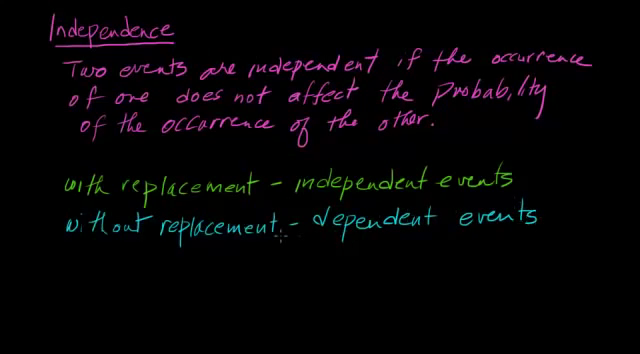 Independence
Two events are independent if the occurrence
of one does not affect the Probability
of the occurrence of the other.
with replacement - independent events
without replacement - dependent events